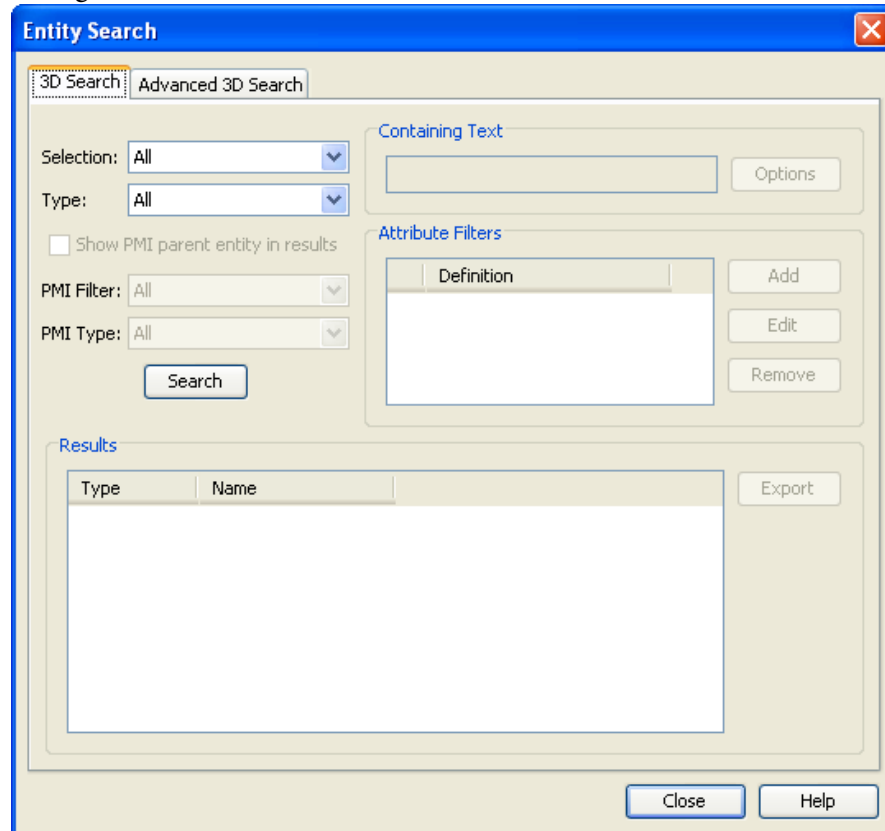 Entity Search
3D Search Advanced 3D Search
Containing Text
Selection: All
Options
Type: All
Attribute Filters
Show PMI parent entity in results
Definition
Add
PMI Filter: All
Edit
PMI Type: All
Remove
Search
Results
Type Name
Export
Close Help